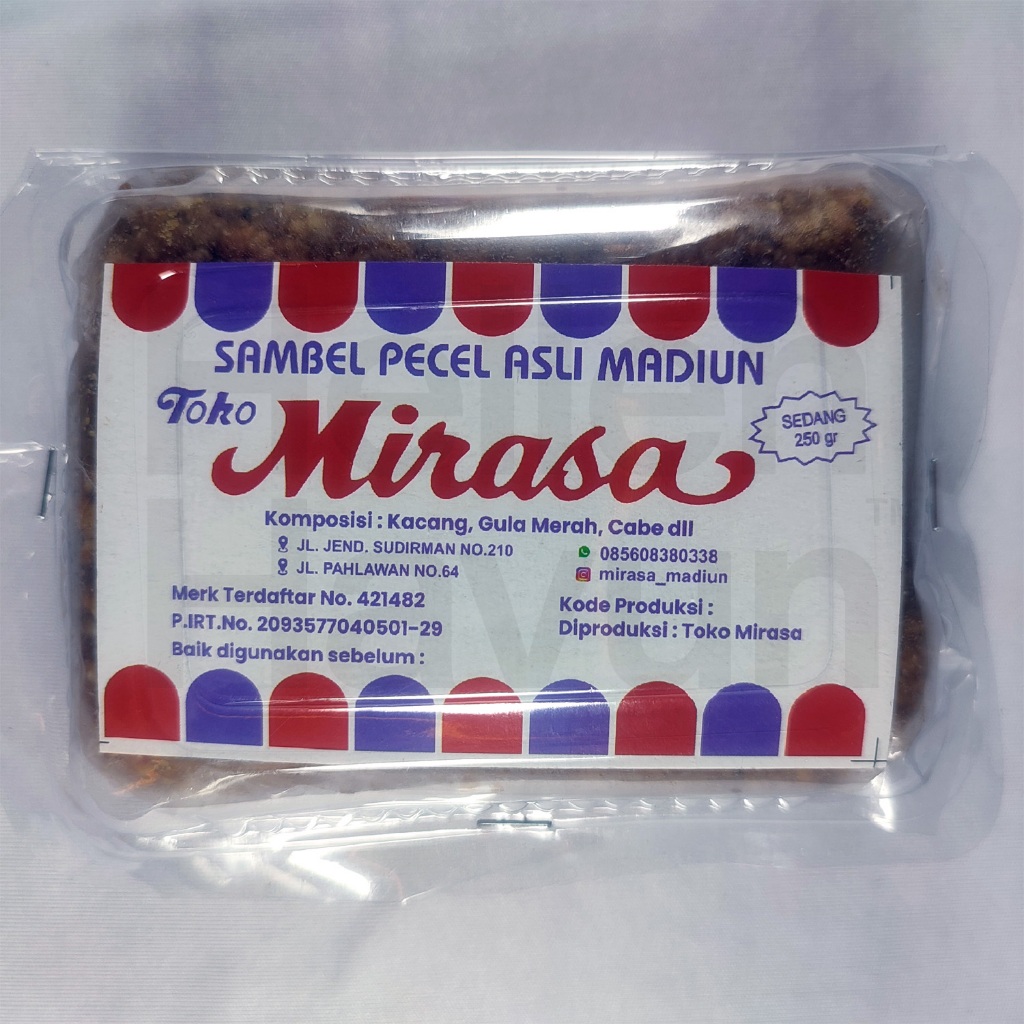 SAMBEL PECEL ASLI MADIUN
Toko Mirasa
SEDANG
250 gr
Komposisi : Kacang, Gula Merah, Cabe dll
JL. JEND. SUDIRMAN NO.210
JL. PAHLAWAN NO.64
085608380338
mirasa_madiun
Merk Terdaftar No. 421482
P.IRT.No. 2093577040501-29
Baik digunakan sebelum :
Kode Produksi :
Diproduksi : Toko Mirasa